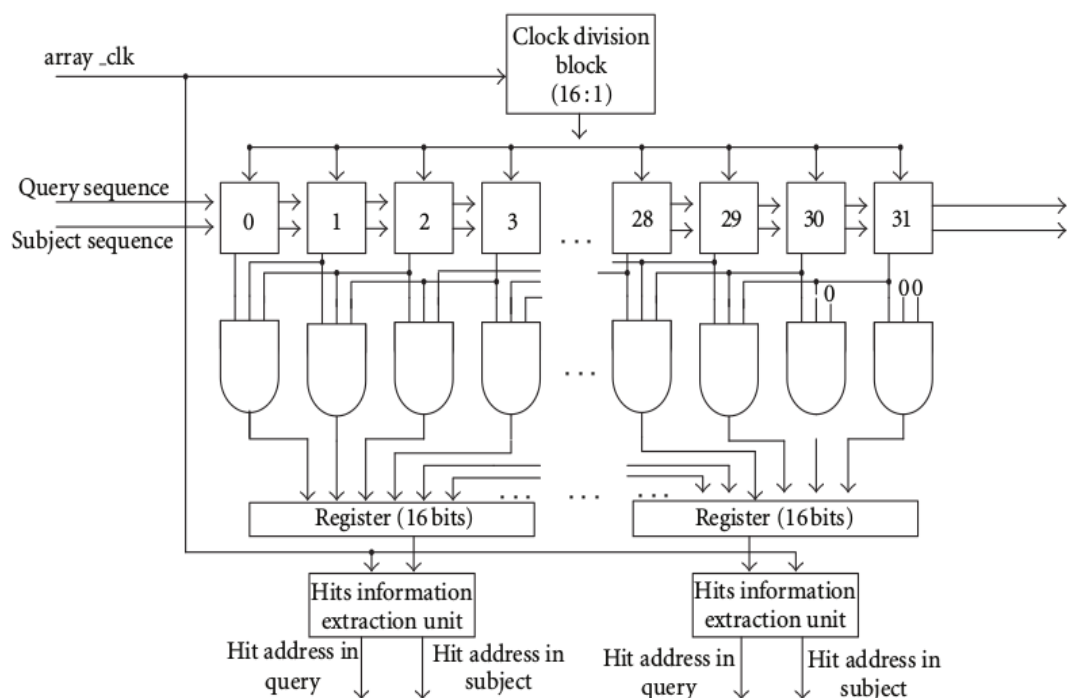 array _clk
Clock division
block
(16:1)
Query sequence
Subject sequence
0
1
2
3
...
28
29
30
31
0
00
...
... ... ...
Register (16 bits)
Register (16 bits)
Hits information
extraction unit
Hits information
extraction unit
Hit address in
query
Hit address in
subject
Hit address in
query
Hit address in
subject